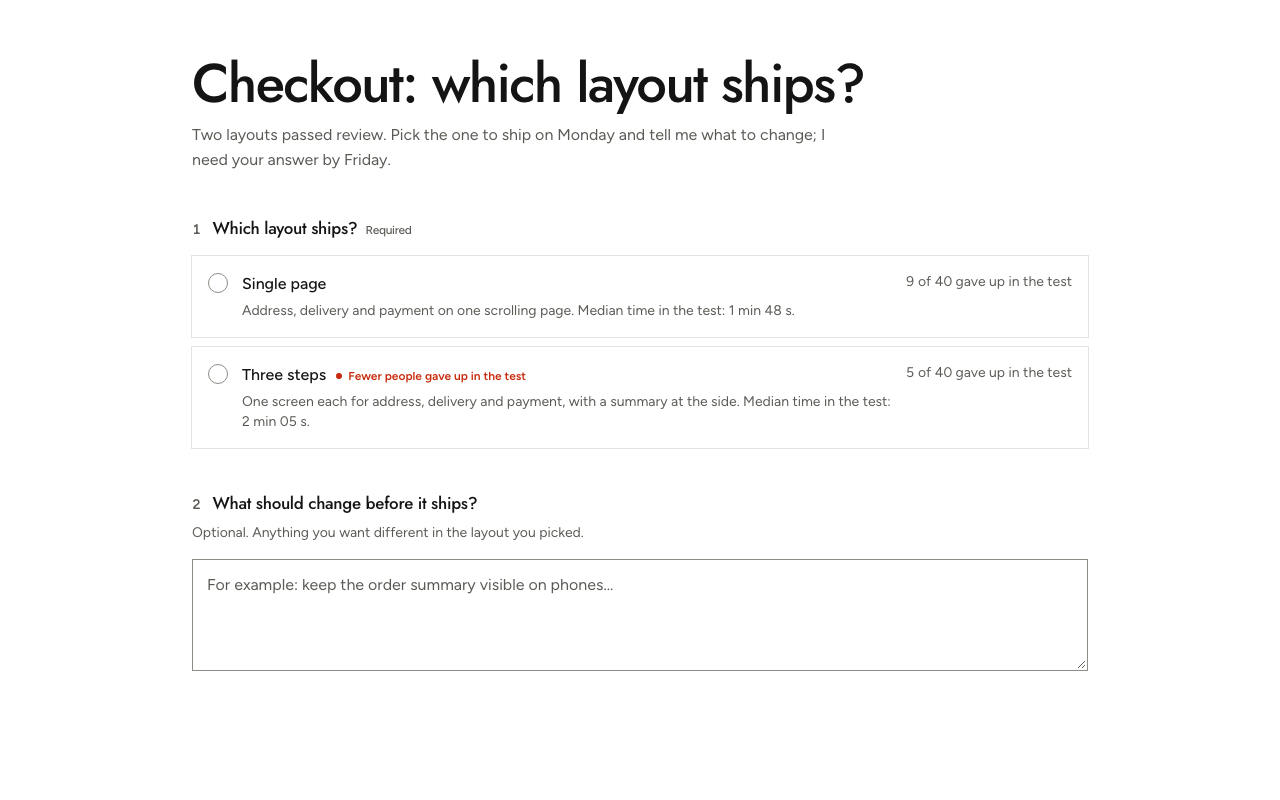 Checkout: which layout ships?
Two layouts passed review. Pick the one to ship on Monday and tell me what to change; I
need your answer by Friday.
1 Which layout ships? Required
Single page
9 of 40 gave up in the test
Address, delivery and payment on one scrolling page. Median time in the test: 1 min 48 s.
Three steps • Fewer people gave up in the test
5 of 40 gave up in the test
One screen each for address, delivery and payment, with a summary at the side. Median time in the test:
2 min 05 s.
2 What should change before it ships?
Optional. Anything you want different in the layout you picked.
For example: keep the order summary visible on phones…